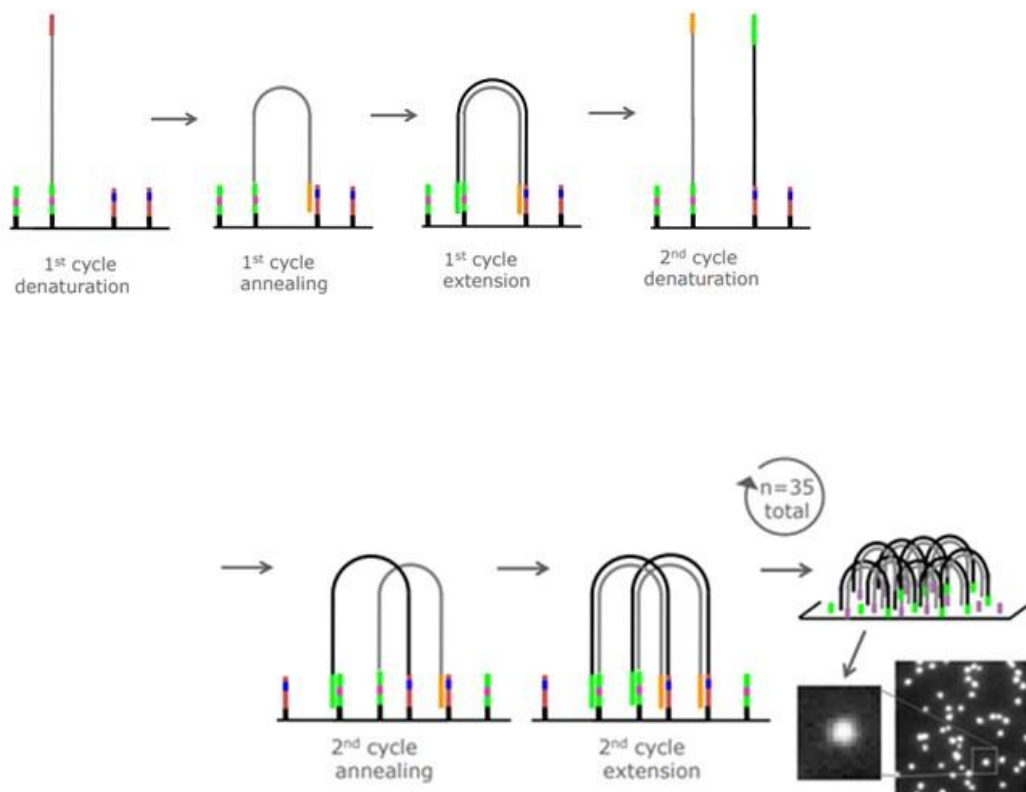 1st cycle
denaturation
1st cycle
annealing
1st cycle
extension
2nd cycle
denaturation
n=35
total
2nd cycle
annealing
2nd cycle
extension